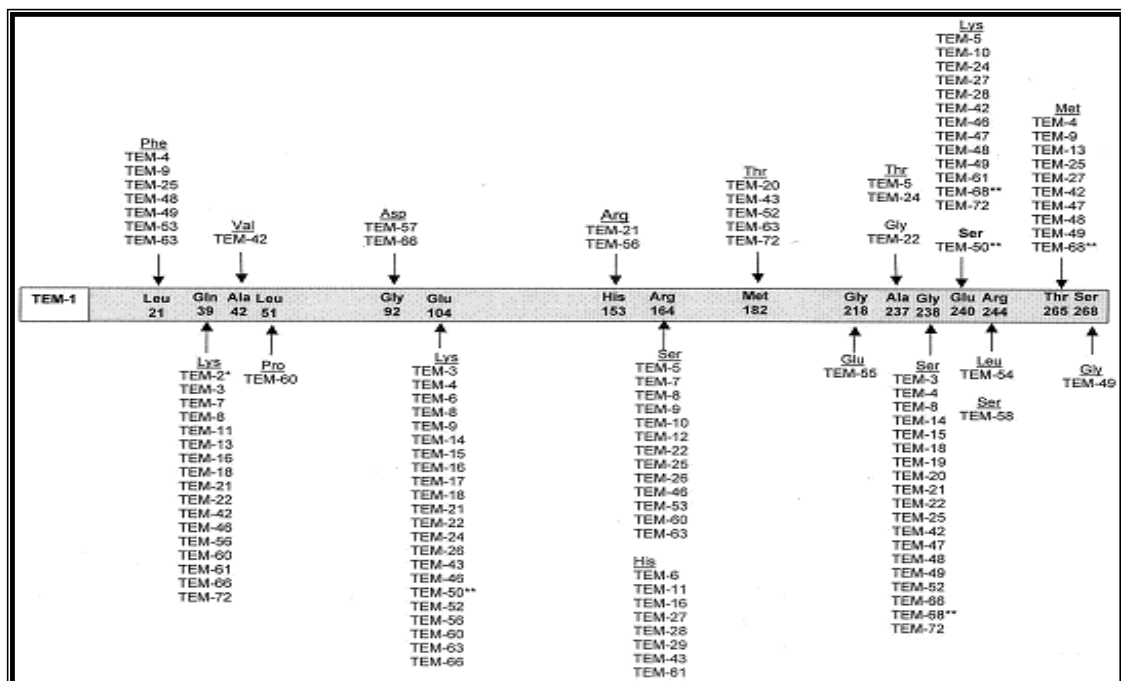 Phe
TEM-4
TEM-9
TEM-25
TEM-48
TEM-49
TEM-53
TEM-63
Val
TEM-42
Asp
TEM-57
TEM-66
Arg
TEM-21
TEM-56
Thr
TEM-20
TEM-43
TEM-52
TEM-63
TEM-72
Thr
TEM-5
TEM-24
Gly
TEM-22
Lys
TEM-5
TEM-10
TEM-24
TEM-27
TEM-28
TEM-42
TEM-46
TEM-47
TEM-48
TEM-49
TEM-61
TEM-68**
TEM-72
Ser
TEM-50**
Met
TEM-4
TEM-9
TEM-13
TEM-25
TEM-27
TEM-42
TEM-47
TEM-48
TEM-49
TEM-68**
TEM-1
Leu Gln Ala Leu Gly Glu His Arg Met Gly Ala Gly Glu Arg Thr Ser
21 39 42 51 92 104 153 164 182 218 237 238 240 244 265 268
Lys
TEM-2*
TEM-3
TEM-7
TEM-8
TEM-11
TEM-13
TEM-16
TEM-18
TEM-21
TEM-22
TEM-42
TEM-46
TEM-56
TEM-60
TEM-61
TEM-66
TEM-72
Pro
TEM-60
Lys
TEM-3
TEM-4
TEM-6
TEM-8
TEM-9
TEM-14
TEM-15
TEM-16
TEM-17
TEM-18
TEM-21
TEM-22
TEM-24
TEM-26
TEM-43
TEM-46
TEM-50**
TEM-52
TEM-56
TEM-60
TEM-63
TEM-66
Ser
TEM-5
TEM-7
TEM-8
TEM-9
TEM-10
TEM-12
TEM-22
TEM-25
TEM-26
TEM-46
TEM-53
TEM-60
TEM-63
His
TEM-6
TEM-11
TEM-16
TEM-27
TEM-28
TEM-29
TEM-43
TEM-61
Glu
TEM-55
Ser
TEM-3
TEM-4
TEM-8
TEM-14
TEM-15
TEM-18
TEM-19
TEM-20
TEM-21
TEM-22
TEM-25
TEM-42
TEM-47
TEM-48
TEM-49
TEM-52
TEM-66
TEM-68**
TEM-72
Leu
TEM-54
Ser
TEM-58
Gly
TEM-49